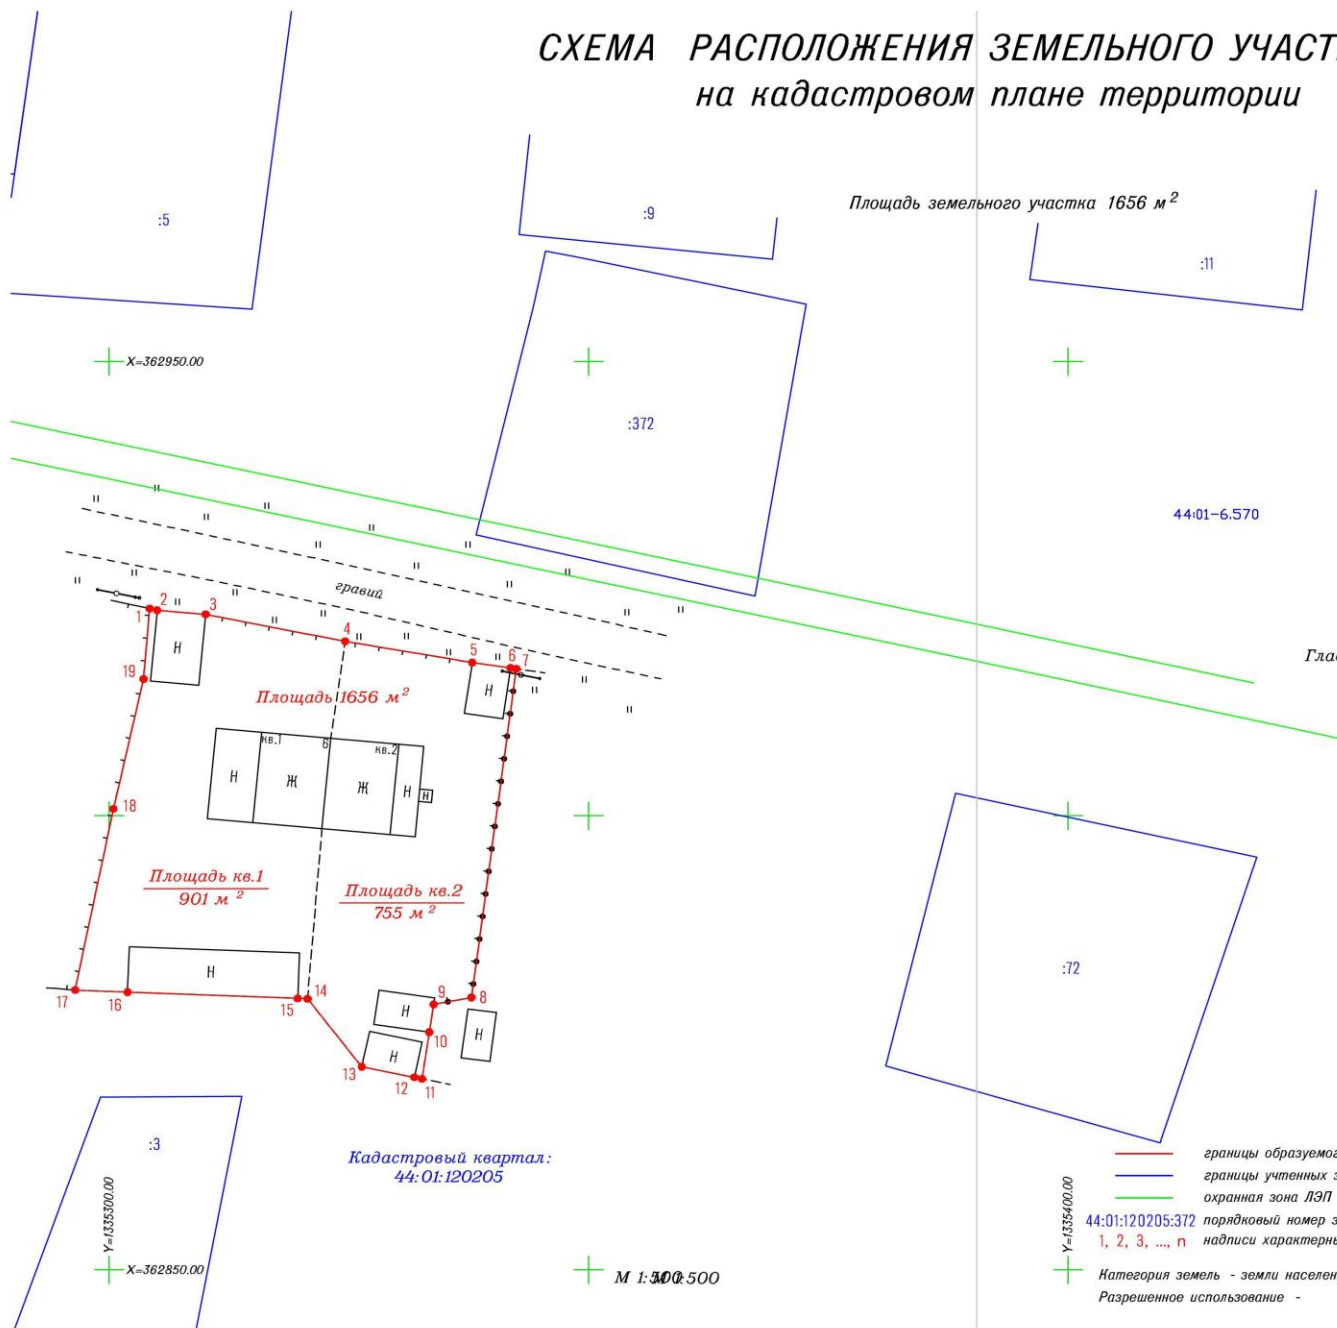 СХЕМА РАСПОЛОЖЕНИЯ ЗЕМЕЛЬНОГО УЧАСТ
на кадастровом плане территории
Площадь земельного участка 1656 м²
:5
:9
:11
X=362950.00
:372
44:01-6.570
гравий
1
2
3
4
5
6
7
Глав
19
Н
Н
Площадь 1656 м²
кв.1
6
кв.2
Н
Ж
Ж
Н
Н
18
Площадь кв.1
901 м²
Площадь кв.2
755 м²
:72
Н
17
16
15
14
9
8
Н
Н
10
Н
13
12
11
:3
Кадастровый квартал:
44:01:120205
границы образуемог
границы учтенных з
охранная зона ЛЭП
44:01:120205:372 порядковый номер з
1, 2, 3, ..., n надписи характерны
Y=1335300.00
Y=1335400.00
X=362850.00
М 1:500
М 1:500
Категория земель - земли населен
Разрешенное использование -